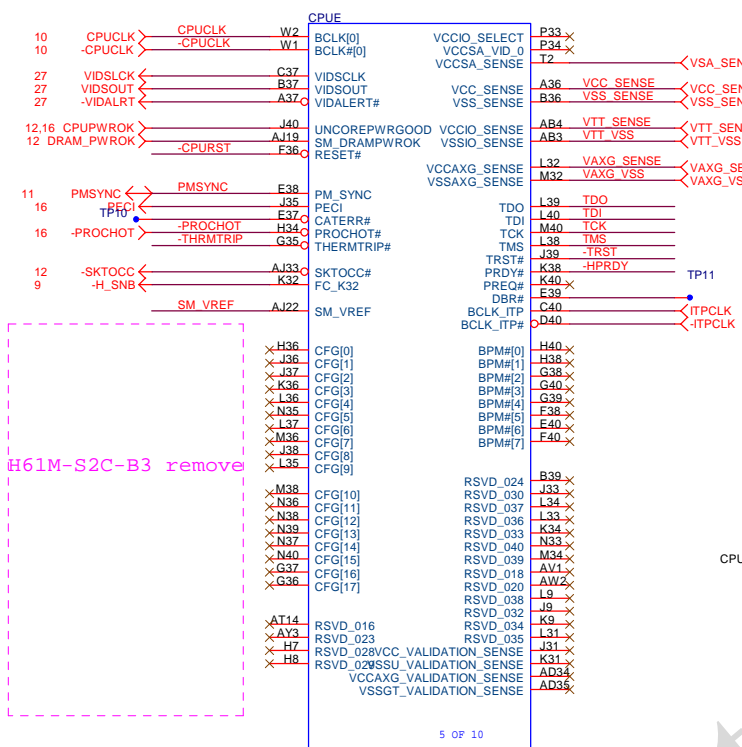 CPUE
10 CPUCLK CPUCLK W2 BCLK[0] VCCIO_SELECT P33
10 -CPUCLK -CPUCLK W1 BCLK#[0] VCCSA_VID_0 P34
VCCSA_SENSE T2 VSA_SEN
27 VIDSLCK C37 VIDSCLK VCC_SENSE A36 VCC_SENSE VCC_SEN
27 VIDSOUT B37 VIDSOUT VSS_SENSE B36 VSS_SENSE VSS_SEN
27 -VIDALRT A37 VIDALERT#
12,16 CPUPWROK J40 UNCOREPWRGOOD VCCIO_SENSE AB4 VTT_SENSE VTT_SEN
12 DRAM_PWROK AJ19 SM_DRAMPWROK VSSIO_SENSE AB3 VTT_VSS VTT_VSS
-CPURST F36 RESET#
VCCAXG_SENSE L32 VAXG_SENSE VAXG_SE
VSSAXG_SENSE M32 VAXG_VSS VAXG_VS
11 PMSYNC PMSYNC E38 PM_SYNC
16 PECI J35 PECI TDO L39 TDO
TP10 E37 CATERR# TDI L40 TDI
16 -PROCHOT -PROCHOT H34 PROCHOT# TCK M40 TCK
-THRMTRIP G35 THERMTRIP# TMS L38 TMS
TRST# J39 -TRST
12 -SKTOCC AJ33 SKTOCC# PRDY# K38 -HPRDY TP11
9 -H_SNB K32 FC_K32 PREQ# K40
DBR# E39
SM_VREF AJ22 SM_VREF BCLK_ITP C40 ITPCLK
BCLK_ITP# D40 -ITPCLK
H36 CFG[0] BPM#[0] H40
J36 CFG[1] BPM#[1] H38
J37 CFG[2] BPM#[2] G38
K36 CFG[3] BPM#[3] G40
L36 CFG[4] BPM#[4] G39
N35 CFG[5] BPM#[5] F38
L37 CFG[6] BPM#[6] E40
M36 CFG[7] BPM#[7] F40
J38 CFG[8]
L35 CFG[9]
H61M-S2C-B3 remove
RSVD_024 B39
M38 CFG[10] RSVD_030 J33
N36 CFG[11] RSVD_037 L34
N38 CFG[12] RSVD_036 L33
N39 CFG[13] RSVD_033 K34
N37 CFG[14] RSVD_040 N33
N40 CFG[15] RSVD_039 M34
G37 CFG[16] RSVD_018 AV1
G36 CFG[17] RSVD_020 AW2
CPU
RSVD_038 L9
RSVD_032 J9
AT14 RSVD_016 RSVD_034 K9
AY3 RSVD_023 RSVD_035 L31
H7 RSVD_028 VCC_VALIDATION_SENSE J31
H8 RSVD_029 VSSU_VALIDATION_SENSE K31
VCCAXG_VALIDATION_SENSE AD34
VSSGT_VALIDATION_SENSE AD35
5 OF 10